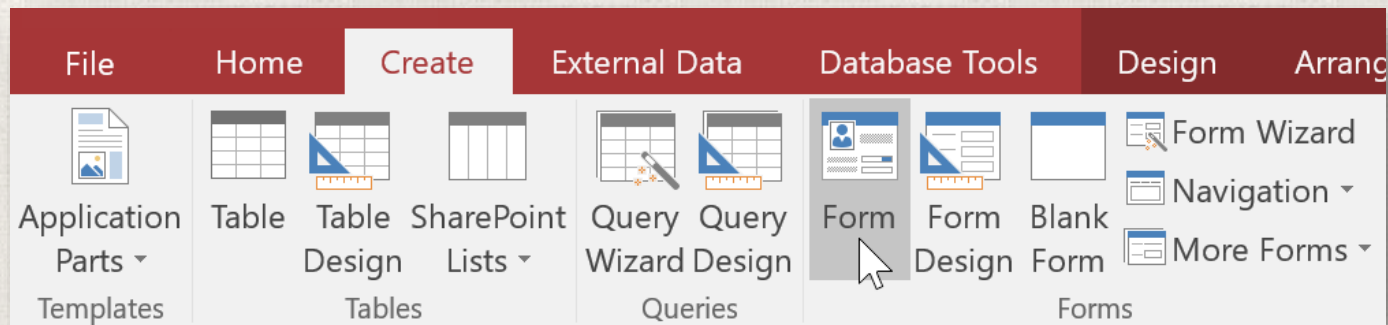 File Home Create External Data Database Tools Design Arrang
Application Parts
Table
Table Design
SharePoint Lists
Query Wizard
Query Design
Form
Form Design
Blank Form
Form Wizard
Navigation
More Forms
Templates Tables Queries Forms